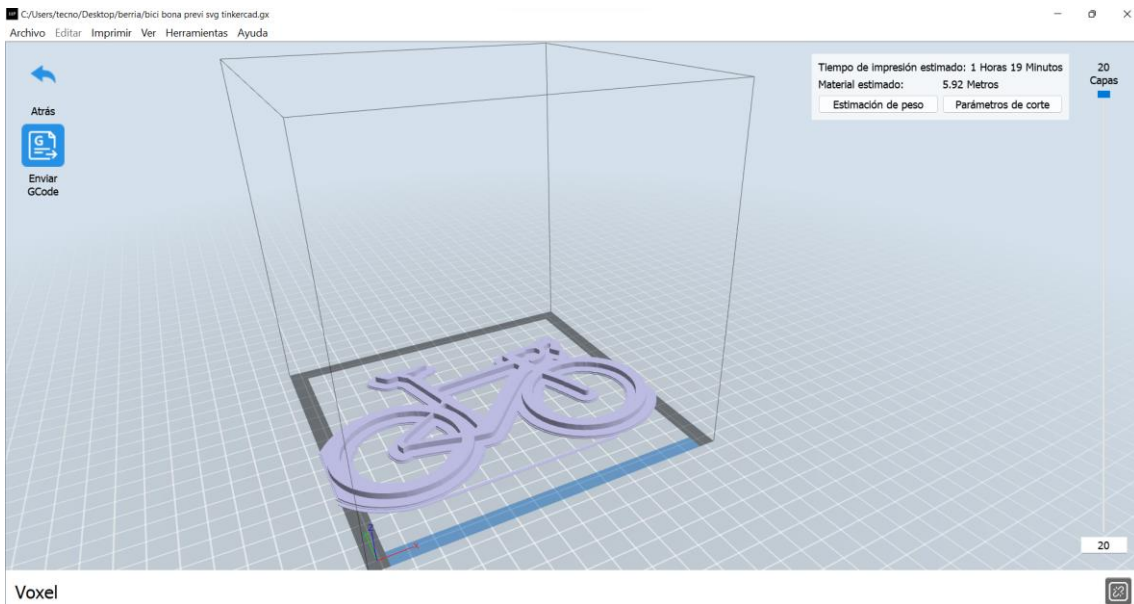 C:/Users/tecno/Desktop/berria/bici bona previ svg tinkercad.gx
Archivo Editar Imprimir Ver Herramientas Ayuda
Atrás
Enviar
GCode
Tiempo de impresión estimado: 1 Horas 19 Minutos
Material estimado: 5.92 Metros
Estimación de peso Parámetros de corte
20
Capas
20
Z
Voxel